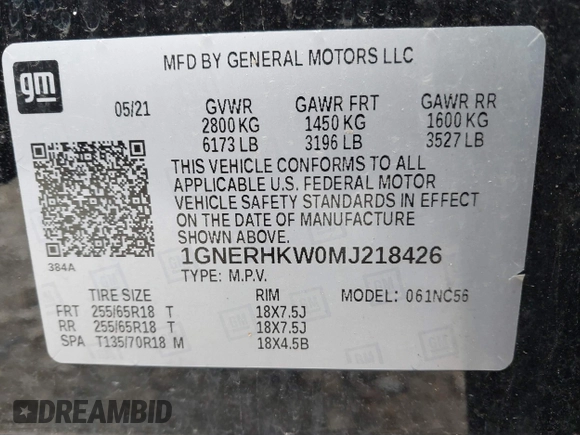 gm
MFD BY GENERAL MOTORS LLC
05/21 GVWR GAWR FRT GAWR RR
2800 KG 1450 KG 1600 KG
6173 LB 3196 LB 3527 LB
THIS VEHICLE CONFORMS TO ALL
APPLICABLE U.S. FEDERAL MOTOR
VEHICLE SAFETY STANDARDS IN EFFECT
ON THE DATE OF MANUFACTURE
SHOWN ABOVE.
384A
1GNERHKW0MJ218426
TYPE: M.P.V.
TIRE SIZE RIM MODEL: 061NC56
FRT 255/65R18 T 18X7.5J
RR 255/65R18 T 18X7.5J
SPA T135/70R18 M 18X4.5B
DREAMBID